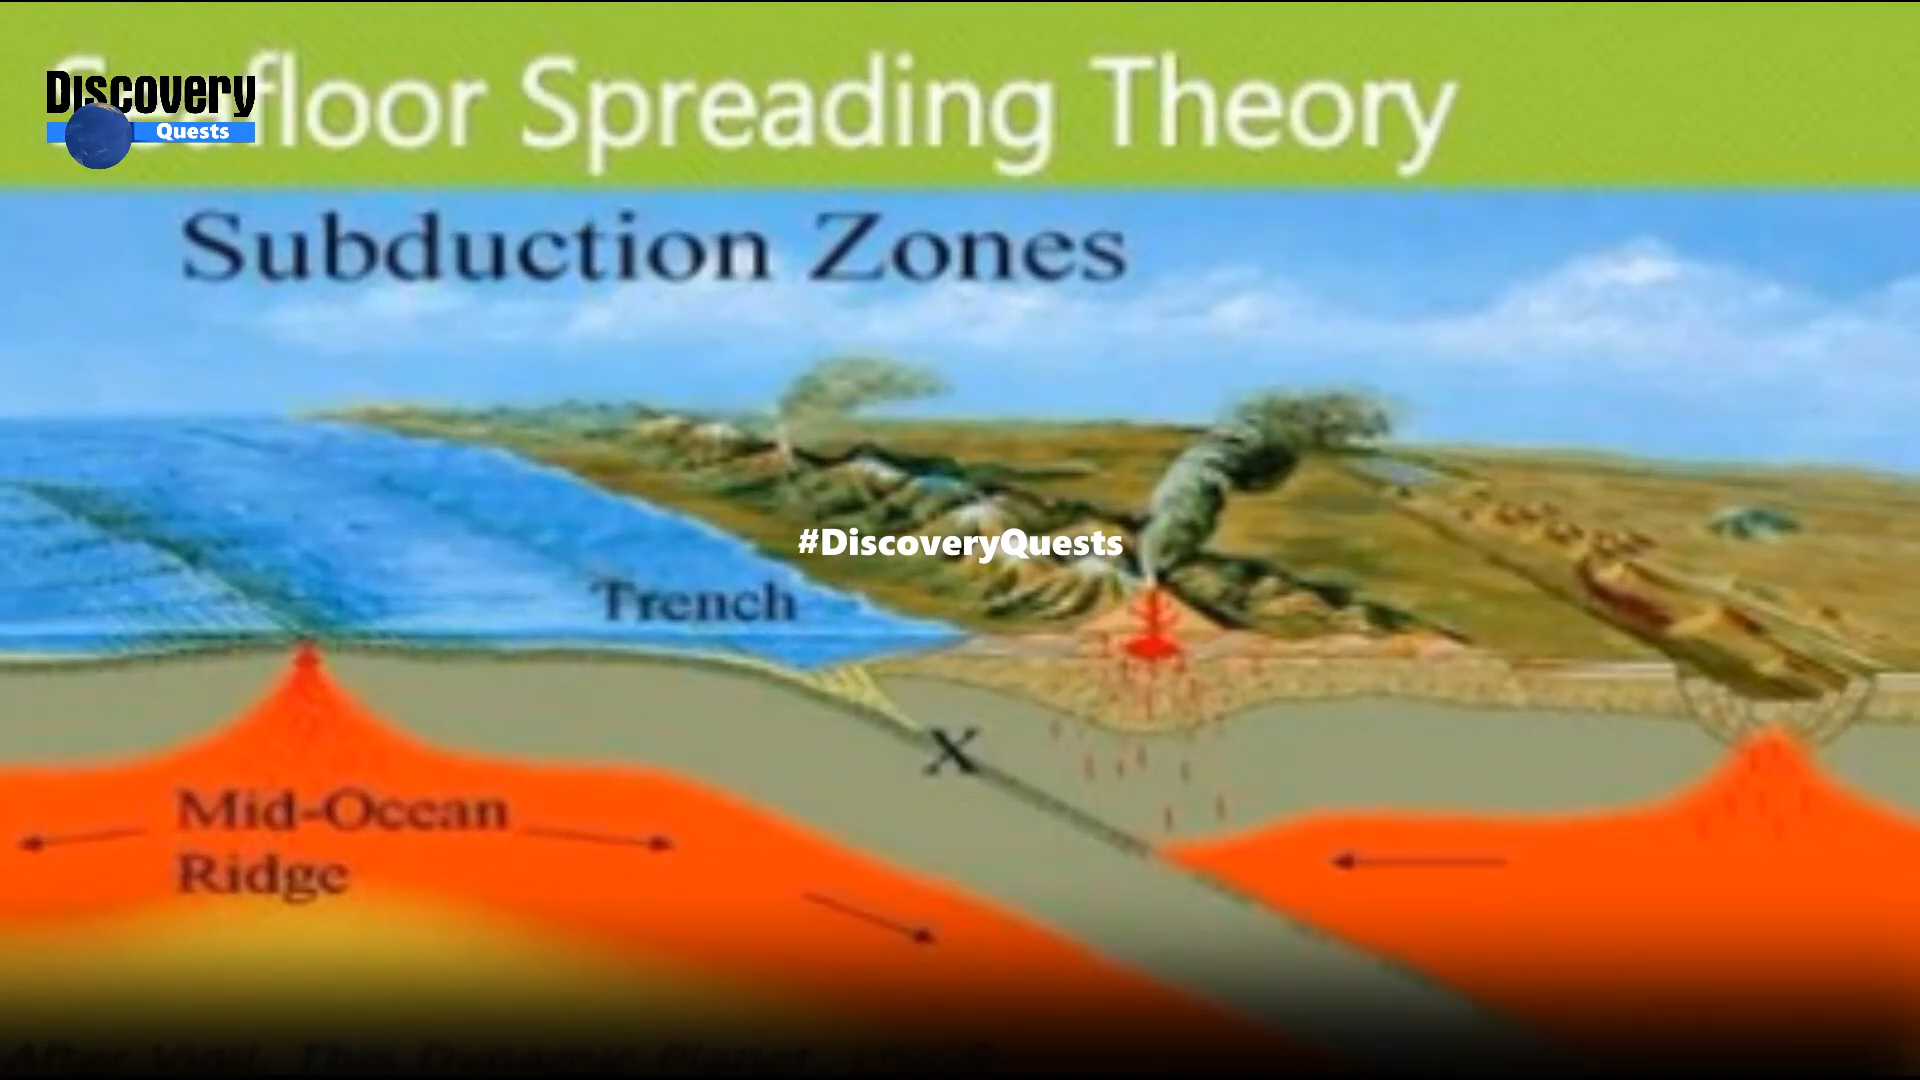 Discovery
Quests
floor Spreading Theory
Subduction Zones
#DiscoveryQuests
Trench
X
Mid-Ocean
Ridge